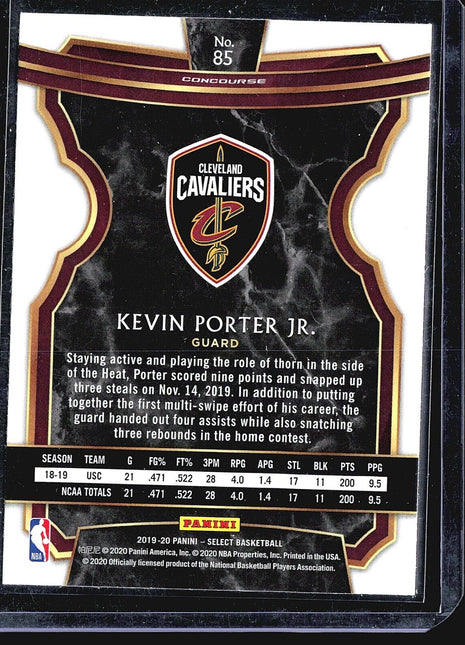 No.
85
CONCOURSE
CLEVELAND
CAVALIERS
C
KEVIN PORTER JR.
GUARD
Staying active and playing the role of thorn in the side
of the Heat, Porter scored nine points and snapped up
three steals on Nov. 14, 2019. In addition to putting
together the first multi-swipe effort of his career, the
guard handed out four assists while also snatching
three rebounds in the home contest.
SEASON TEAM G FG% FT% 3PM RPG APG STL BLK PTS PPG
18-19 USC 21 .471 .522 28 4.0 1.4 17 11 200 9.5
NCAA TOTALS 21 .471 .522 28 4.0 1.4 17 11 200 9.5
PANINI
NBA
2019-20 PANINI – SELECT BASKETBALL
帕尼尼 © 2020 Panini America, Inc. © 2020 NBA Properties, Inc. Printed in the USA.
© 2020 Officially licensed product of the National Basketball Players Association.